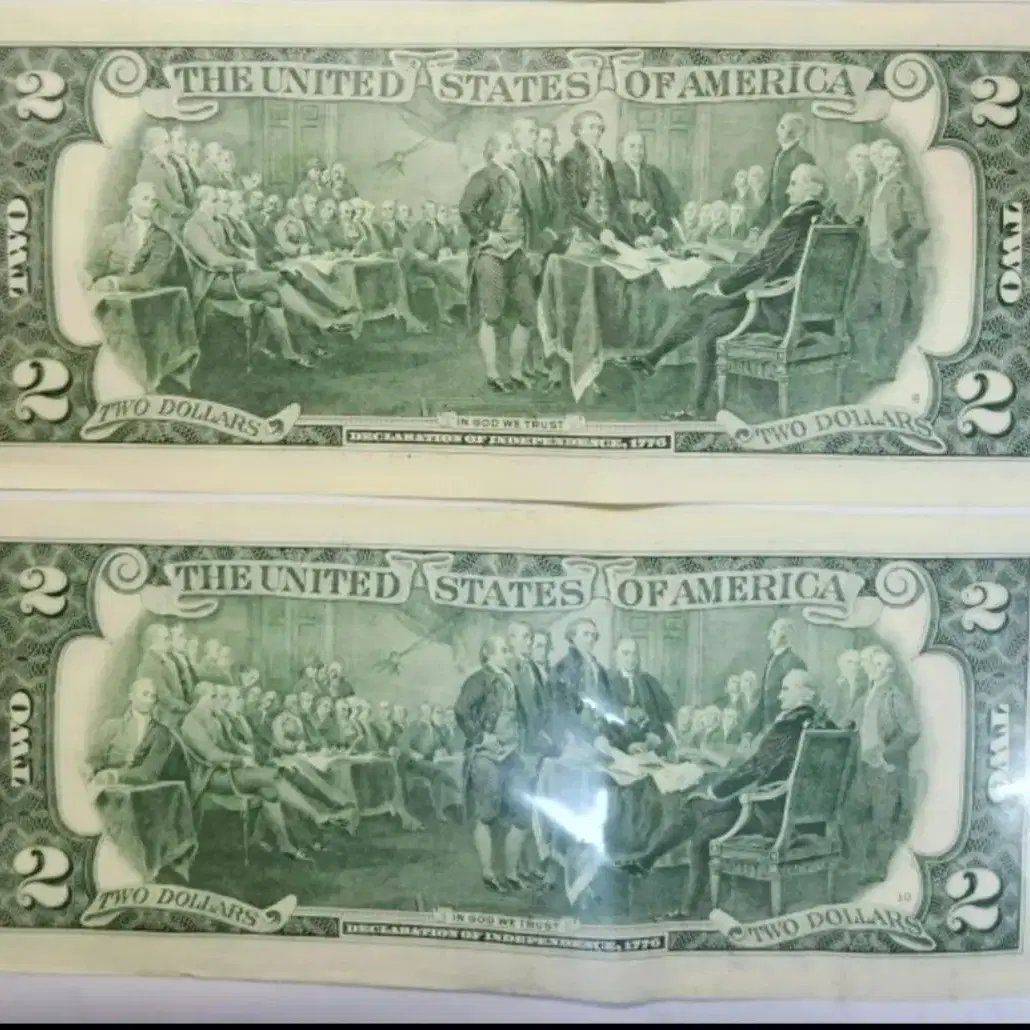 THE UNITED STATES OF AMERICA
2 2
TWO TWO
2 2
TWO DOLLARS TWO DOLLARS
IN GOD WE TRUST
DECLARATION OF INDEPENDENCE, 1776
THE UNITED STATES OF AMERICA
2 2
TWO TWO
2 10 2
TWO DOLLARS TWO DOLLARS
IN GOD WE TRUST
DECLARATION OF INDEPENDENCE, 1776